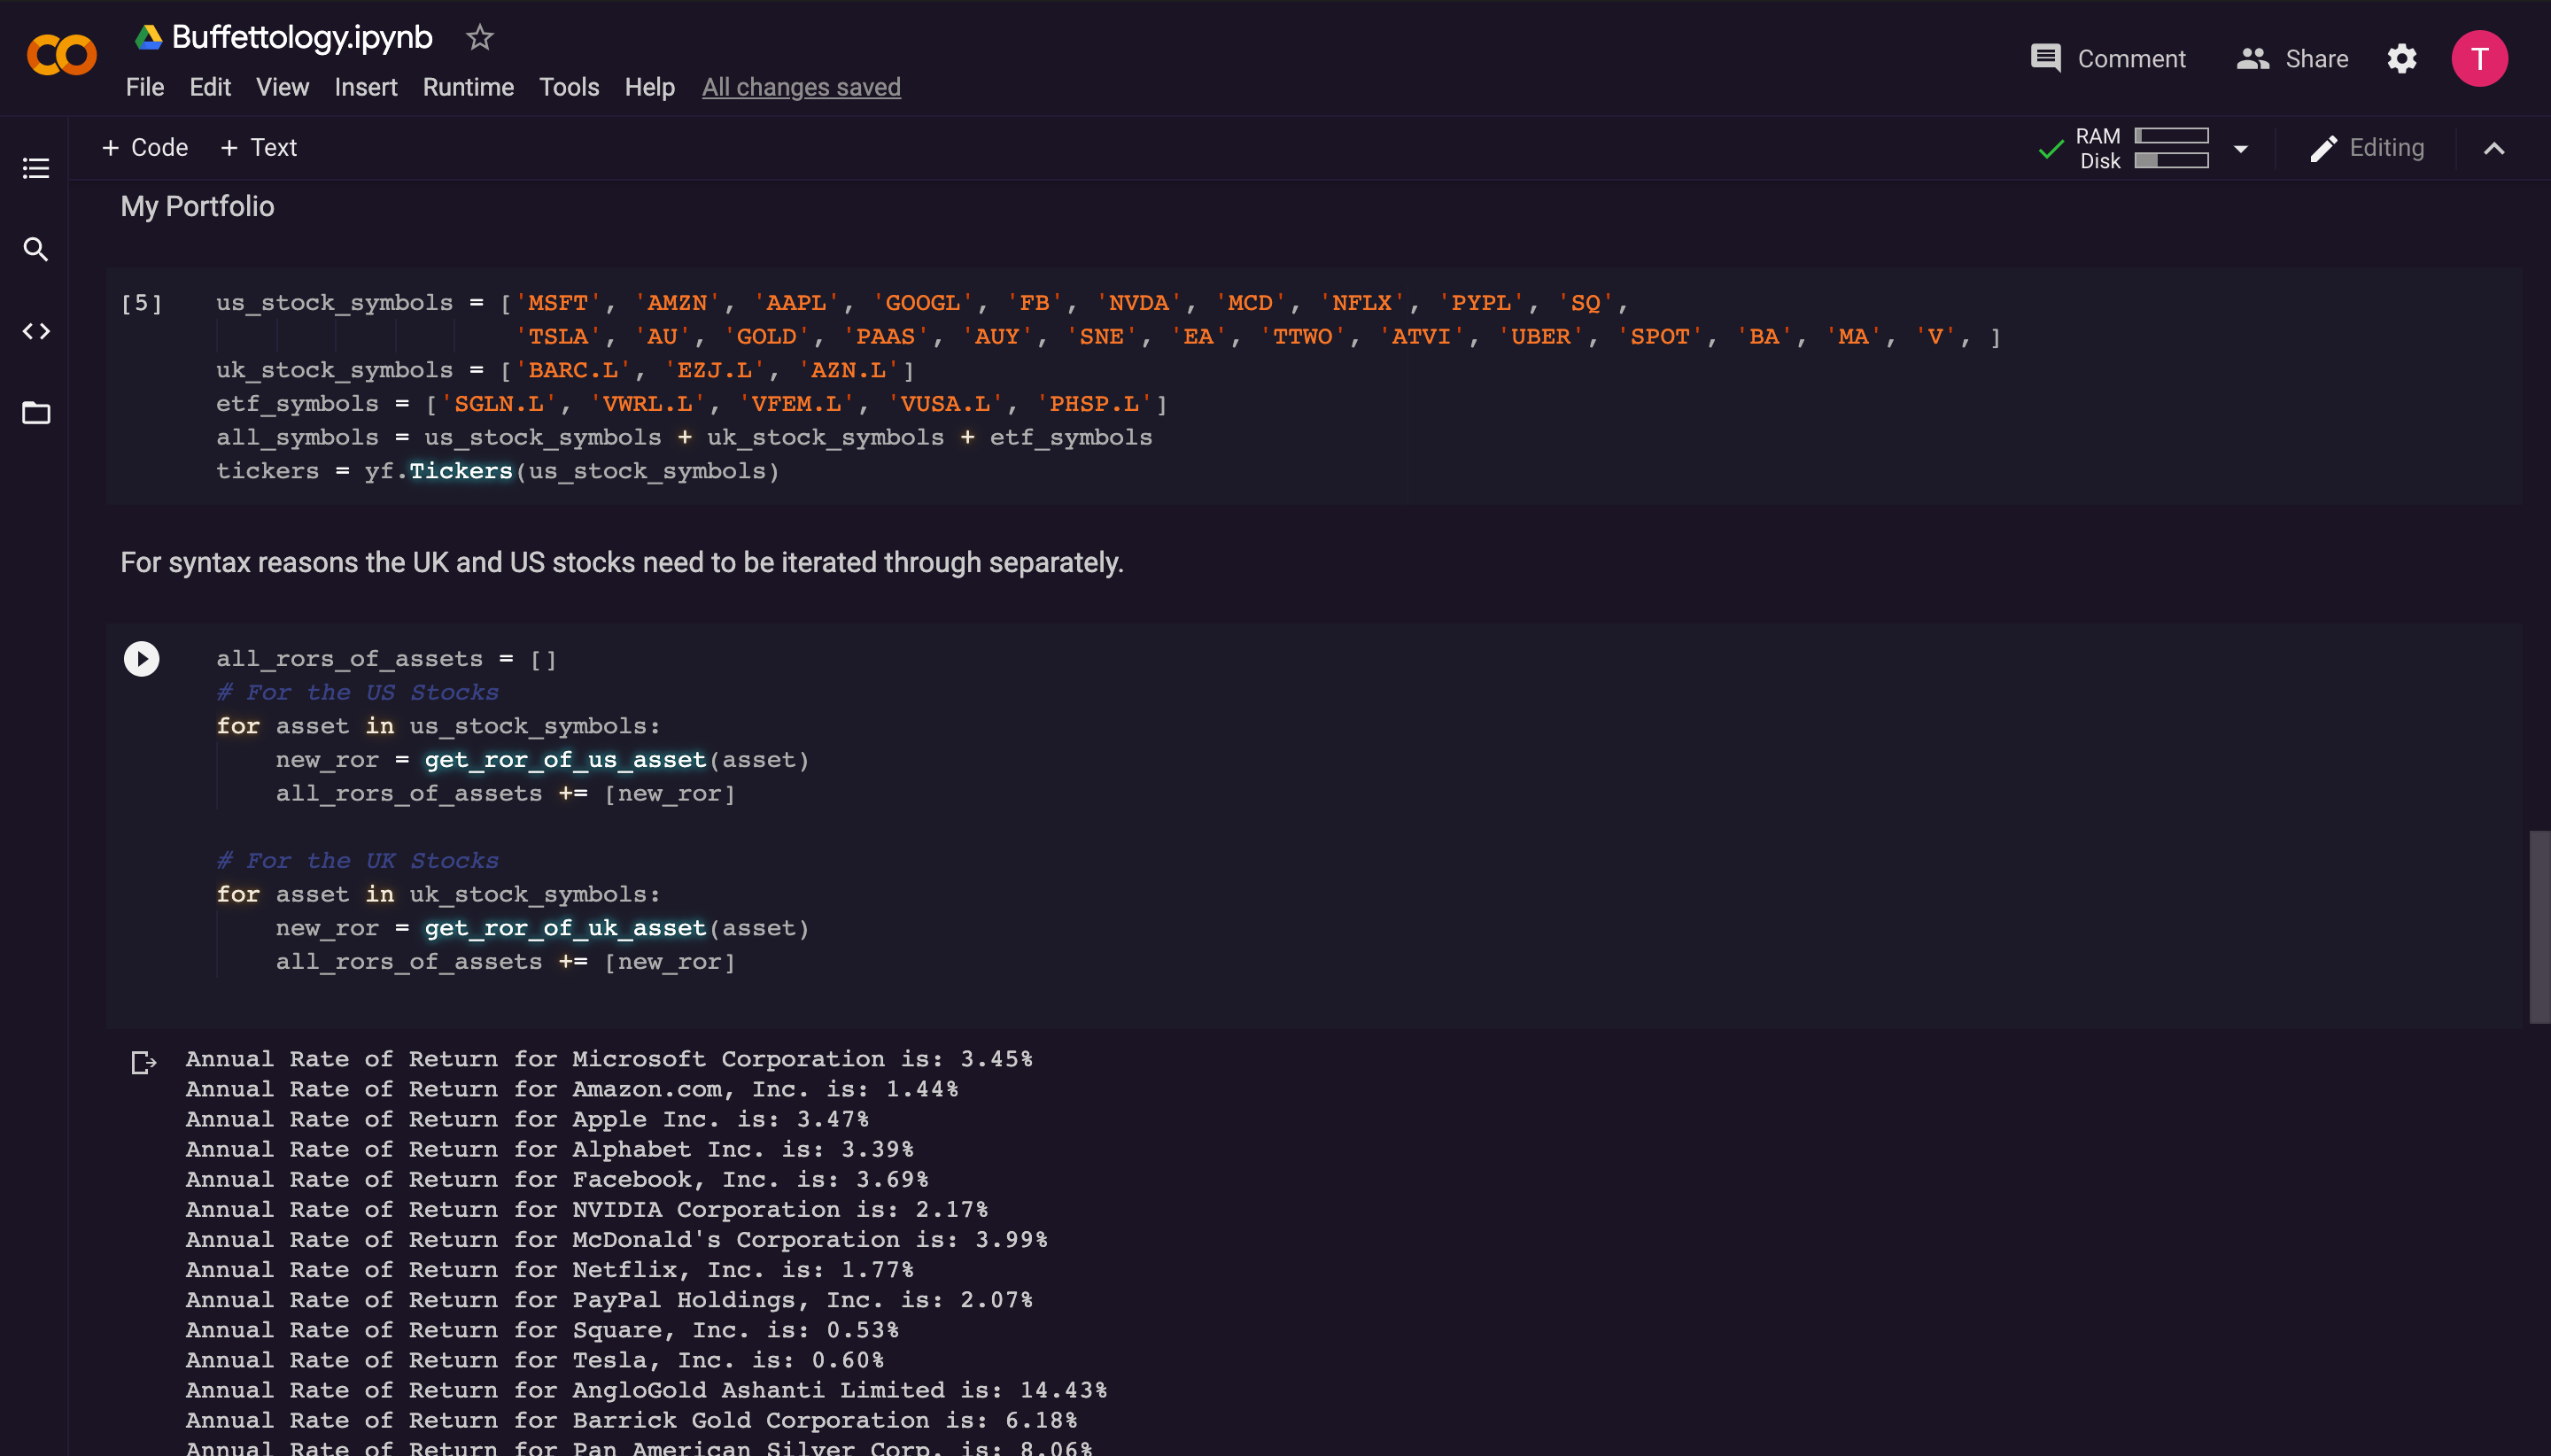 Buffettology.ipynb
File Edit View Insert Runtime Tools Help All changes saved
Comment Share T
+ Code + Text
RAM
Disk
Editing
My Portfolio
[5] us_stock_symbols = ['MSFT', 'AMZN', 'AAPL', 'GOOGL', 'FB', 'NVDA', 'MCD', 'NFLX', 'PYPL', 'SQ',
'TSLA', 'AU', 'GOLD', 'PAAS', 'AUY', 'SNE', 'EA', 'TTWO', 'ATVI', 'UBER', 'SPOT', 'BA', 'MA', 'V', ]
uk_stock_symbols = ['BARC.L', 'EZJ.L', 'AZN.L']
etf_symbols = ['SGLN.L', 'VWRL.L', 'VFEM.L', 'VUSA.L', 'PHSP.L']
all_symbols = us_stock_symbols + uk_stock_symbols + etf_symbols
tickers = yf.Tickers(us_stock_symbols)
For syntax reasons the UK and US stocks need to be iterated through separately.
all_rors_of_assets = []
# For the US Stocks
for asset in us_stock_symbols:
new_ror = get_ror_of_us_asset(asset)
all_rors_of_assets += [new_ror]
# For the UK Stocks
for asset in uk_stock_symbols:
new_ror = get_ror_of_uk_asset(asset)
all_rors_of_assets += [new_ror]
Annual Rate of Return for Microsoft Corporation is: 3.45%
Annual Rate of Return for Amazon.com, Inc. is: 1.44%
Annual Rate of Return for Apple Inc. is: 3.47%
Annual Rate of Return for Alphabet Inc. is: 3.39%
Annual Rate of Return for Facebook, Inc. is: 3.69%
Annual Rate of Return for NVIDIA Corporation is: 2.17%
Annual Rate of Return for McDonald's Corporation is: 3.99%
Annual Rate of Return for Netflix, Inc. is: 1.77%
Annual Rate of Return for PayPal Holdings, Inc. is: 2.07%
Annual Rate of Return for Square, Inc. is: 0.53%
Annual Rate of Return for Tesla, Inc. is: 0.60%
Annual Rate of Return for AngloGold Ashanti Limited is: 14.43%
Annual Rate of Return for Barrick Gold Corporation is: 6.18%
Annual Rate of Return for Pan American Silver Corp. is: 8.06%